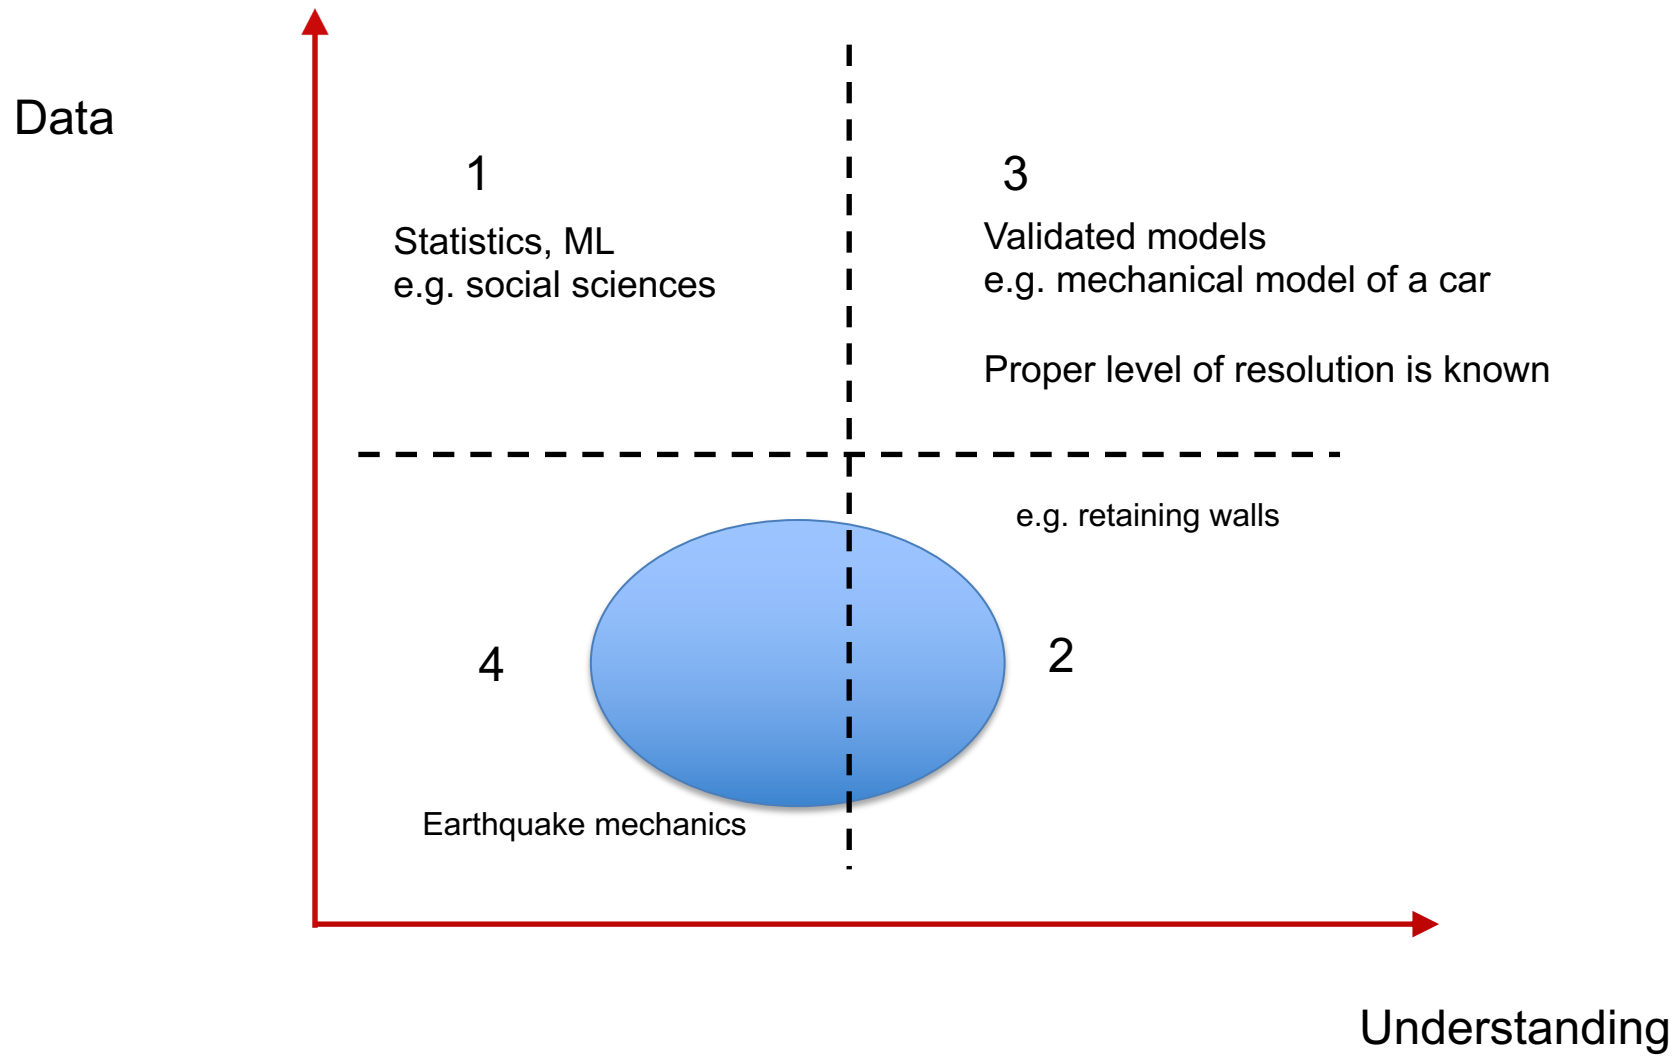 Data
1
Statistics, ML
e.g. social sciences
3
Validated models
e.g. mechanical model of a car
Proper level of resolution is known
e.g. retaining walls
4
2
Earthquake mechanics
Understanding